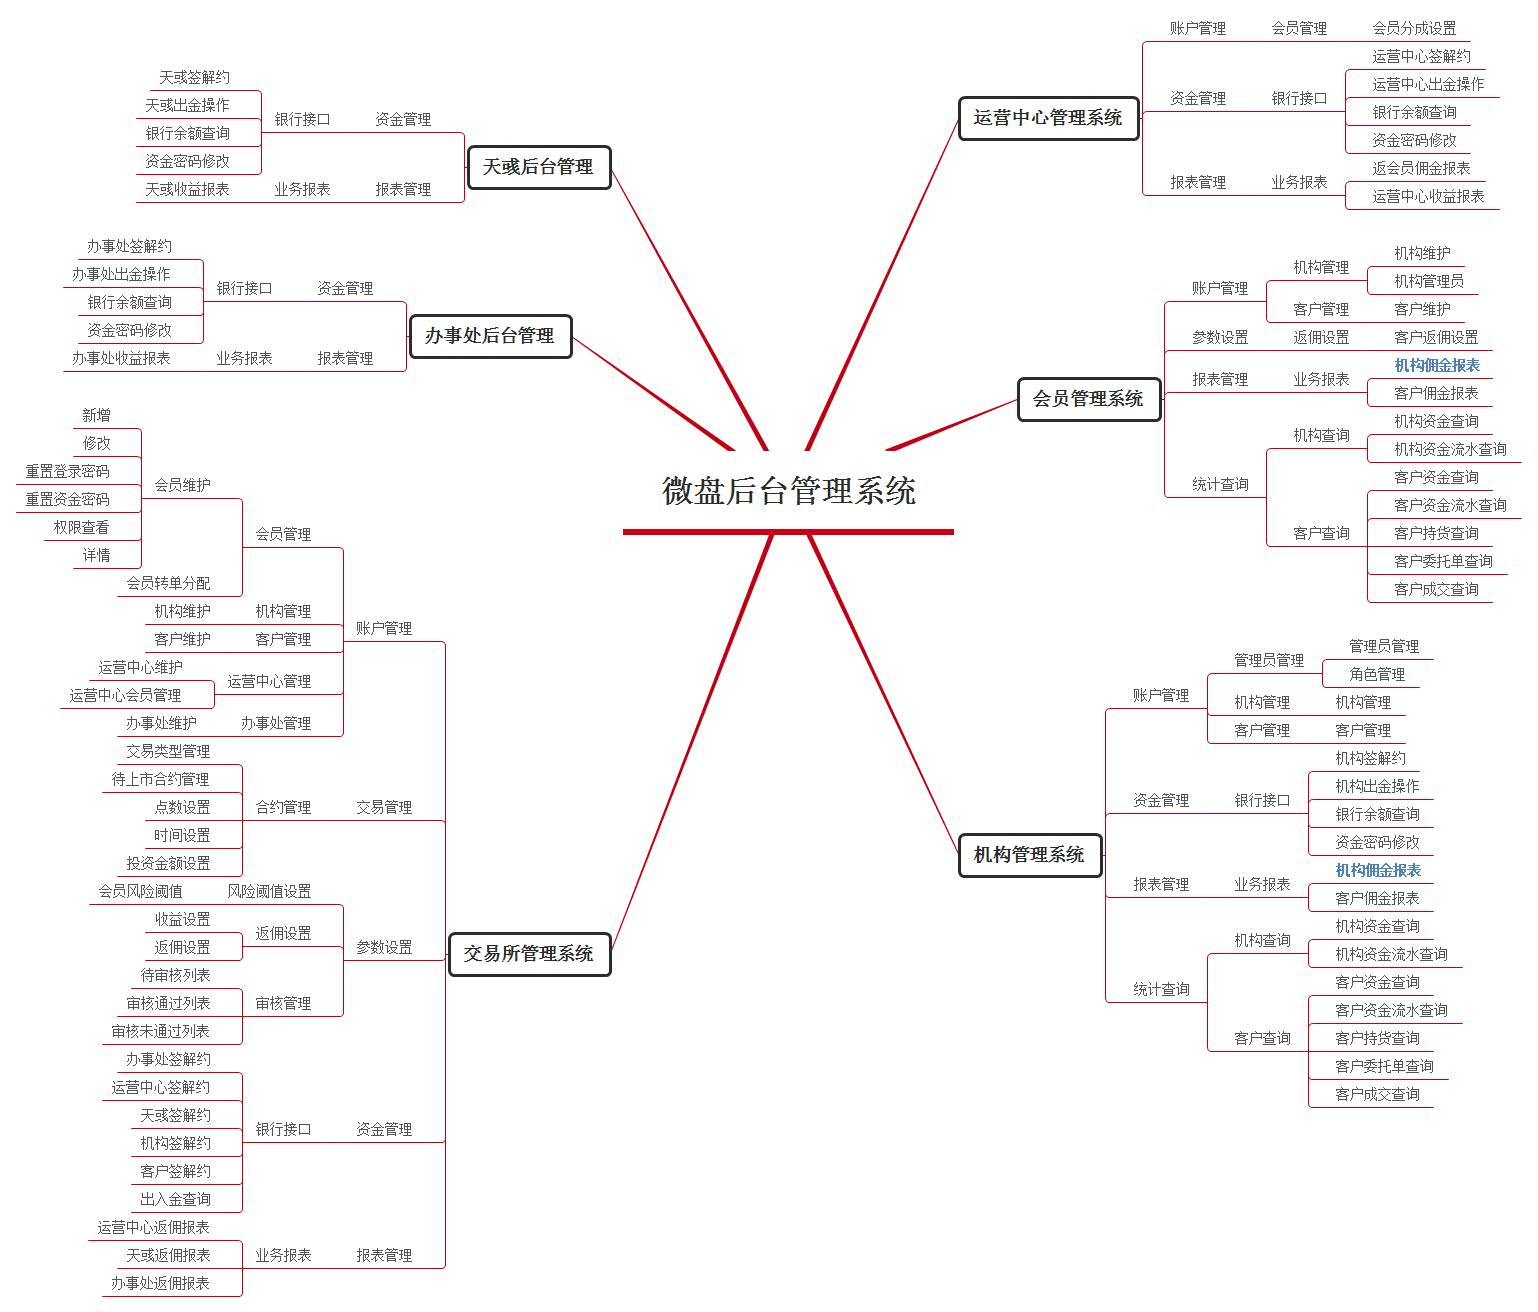 微盘后台管理系统
运营中心管理系统
账户管理
会员管理
会员分成设置
资金管理
银行接口
运营中心签解约
运营中心出金操作
银行余额查询
资金密码修改
报表管理
业务报表
返会员佣金报表
运营中心收益报表
会员管理系统
账户管理
机构管理
机构维护
机构管理员
客户管理
客户维护
参数设置
返佣设置
客户返佣设置
报表管理
业务报表
机构佣金报表
客户佣金报表
统计查询
机构查询
机构资金查询
机构资金流水查询
客户查询
客户资金查询
客户资金流水查询
客户持货查询
客户委托单查询
客户成交查询
机构管理系统
账户管理
管理员管理
管理员管理
角色管理
机构管理
机构管理
客户管理
客户管理
资金管理
银行接口
机构签解约
机构出金操作
银行余额查询
资金密码修改
报表管理
业务报表
机构佣金报表
客户佣金报表
统计查询
机构查询
机构资金查询
机构资金流水查询
客户查询
客户资金查询
客户资金流水查询
客户持货查询
客户委托单查询
客户成交查询
天彧后台管理
资金管理
银行接口
天彧签解约
天彧出金操作
银行余额查询
资金密码修改
报表管理
业务报表
天彧收益报表
办事处后台管理
资金管理
银行接口
办事处签解约
办事处出金操作
银行余额查询
资金密码修改
报表管理
业务报表
办事处收益报表
交易所管理系统
账户管理
会员管理
会员维护
新增
修改
重置登录密码
重置资金密码
权限查看
详情
会员转单分配
机构管理
机构维护
客户管理
客户维护
运营中心管理
运营中心维护
运营中心会员管理
办事处管理
办事处维护
交易管理
合约管理
交易类型管理
待上市合约管理
点数设置
时间设置
投资金额设置
参数设置
风险阈值设置
会员风险阈值
返佣设置
收益设置
返佣设置
审核管理
待审核列表
审核通过列表
审核未通过列表
资金管理
银行接口
办事处签解约
运营中心签解约
天彧签解约
机构签解约
客户签解约
出入金查询
报表管理
业务报表
运营中心返佣报表
天彧返佣报表
办事处返佣报表